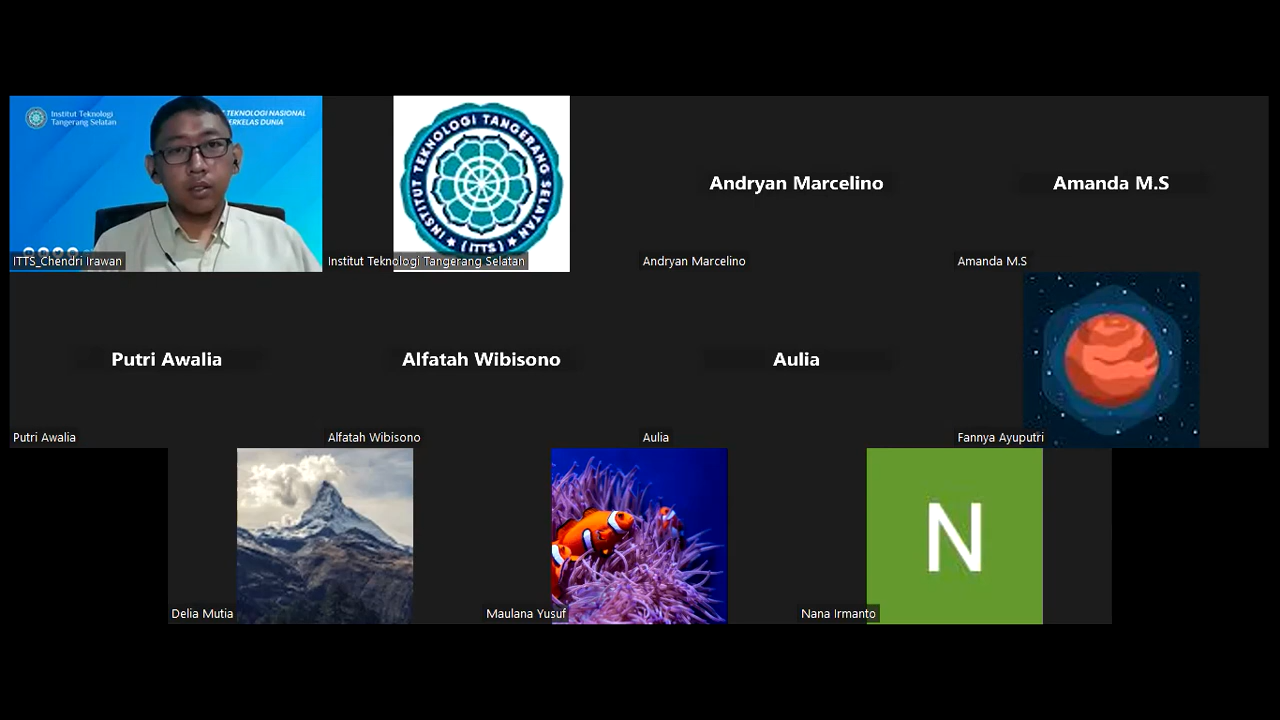 Institut Teknologi
Tangerang Selatan
TEKNOLOGI NASIONAL
BERKELAS DUNIA
ITTS_Chendri Irawan
INSTITUT TEKNOLOGI TANGERANG SELATAN
(ITTS)
Institut Teknologi Tangerang Selatan
Andryan Marcelino
Andryan Marcelino
Amanda M.S
Amanda M.S
Putri Awalia
Putri Awalia
Alfatah Wibisono
Alfatah Wibisono
Aulia
Aulia
Fannya Ayuputri
Delia Mutia
Maulana Yusuf
N
Nana Irmanto